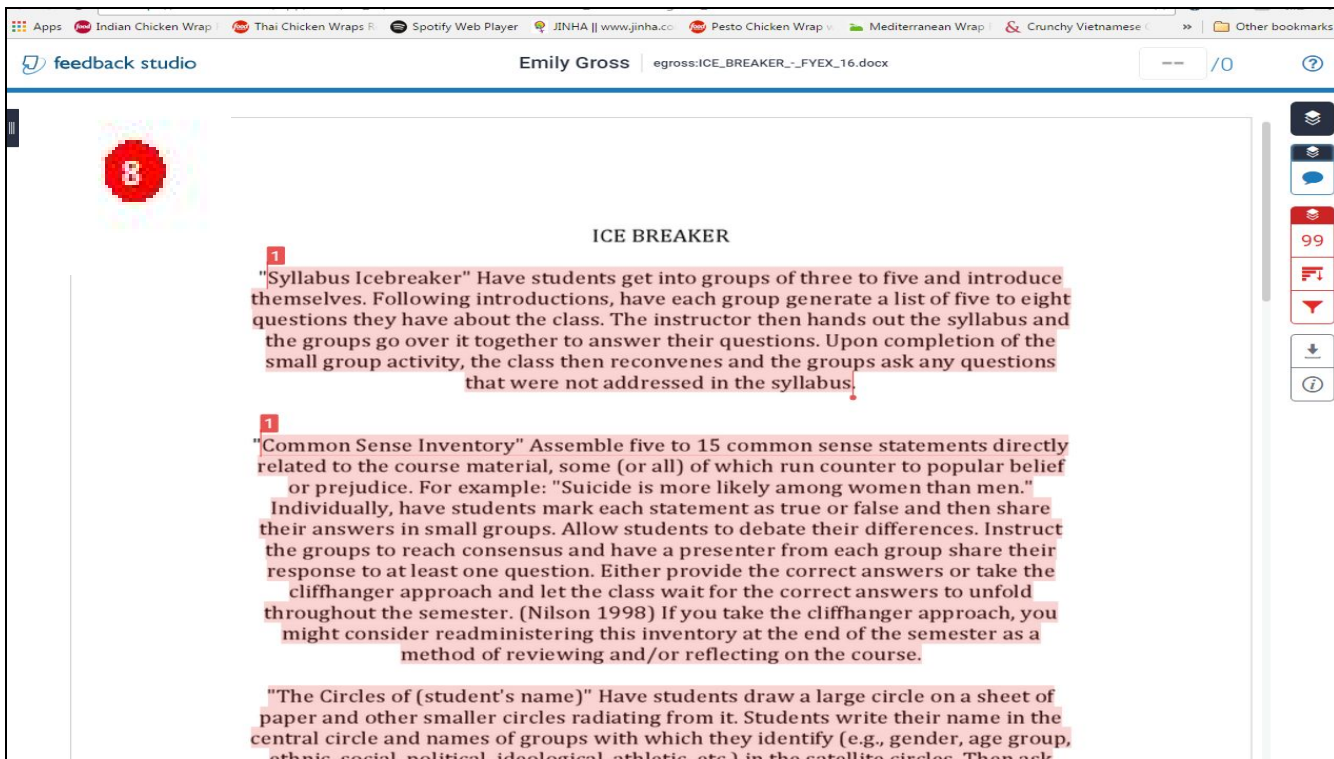 Apps Indian Chicken Wrap Thai Chicken Wraps R Spotify Web Player JINHA || www.jinha.co Pesto Chicken Wrap Mediterranean Wrap Crunchy Vietnamese » Other bookmarks
feedback studio Emily Gross egross:ICE_BREAKER_-_FYEX_16.docx -- /0 ?
8
ICE BREAKER
99
1
"Syllabus Icebreaker" Have students get into groups of three to five and introduce
themselves. Following introductions, have each group generate a list of five to eight
questions they have about the class. The instructor then hands out the syllabus and
the groups go over it together to answer their questions. Upon completion of the
small group activity, the class then reconvenes and the groups ask any questions
that were not addressed in the syllabus.
1
"Common Sense Inventory" Assemble five to 15 common sense statements directly
related to the course material, some (or all) of which run counter to popular belief
or prejudice. For example: "Suicide is more likely among women than men."
Individually, have students mark each statement as true or false and then share
their answers in small groups. Allow students to debate their differences. Instruct
the groups to reach consensus and have a presenter from each group share their
response to at least one question. Either provide the correct answers or take the
cliffhanger approach and let the class wait for the correct answers to unfold
throughout the semester. (Nilson 1998) If you take the cliffhanger approach, you
might consider readministering this inventory at the end of the semester as a
method of reviewing and/or reflecting on the course.
"The Circles of (student's name)" Have students draw a large circle on a sheet of
paper and other smaller circles radiating from it. Students write their name in the
central circle and names of groups with which they identify (e.g., gender, age group,
ethnic, social, political, ideological, athletic, etc.) in the satellite circles. Then ask